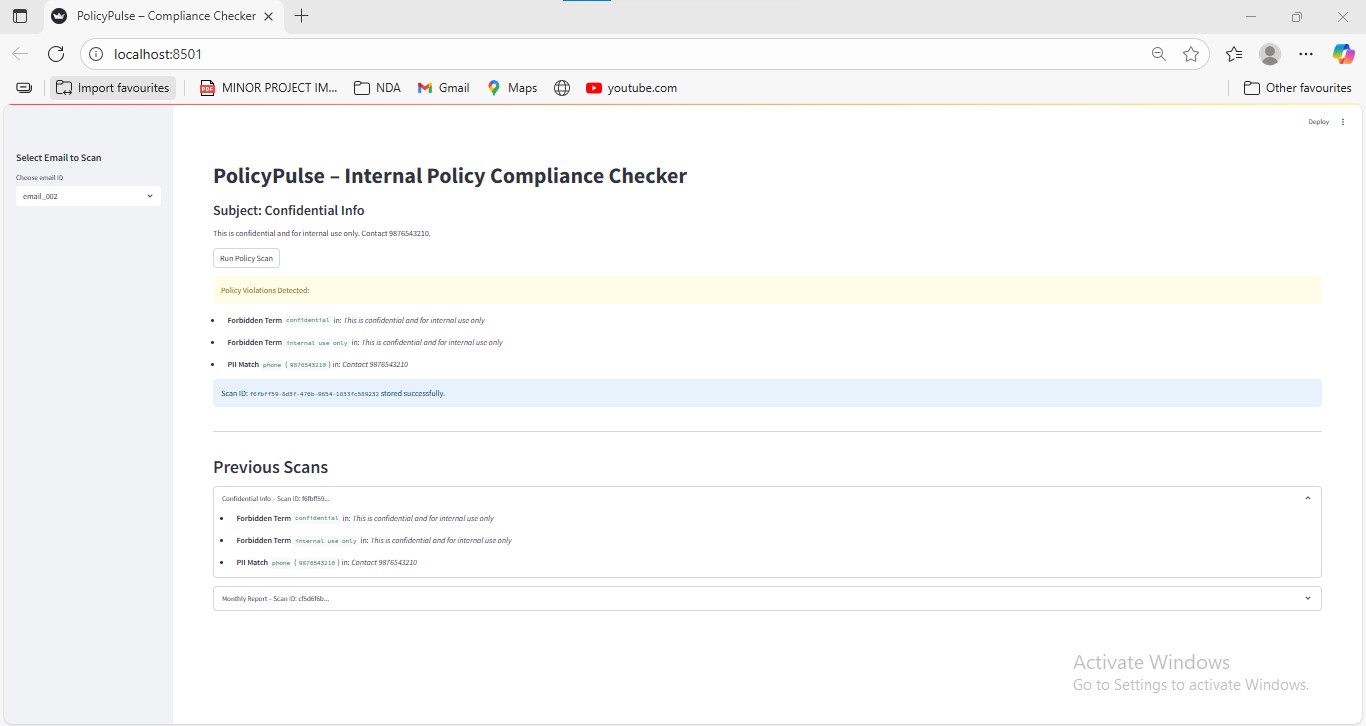 PolicyPulse – Compliance Checker
localhost:8501
Import favourites
PDF
MINOR PROJECT IM...
NDA
Gmail
Maps
youtube.com
Other favourites
Deploy
Select Email to Scan
Choose email ID
email_002
PolicyPulse – Internal Policy Compliance Checker
Subject: Confidential Info
This is confidential and for internal use only. Contact 9876543210.
Run Policy Scan
Policy Violations Detected:
Forbidden Term confidential in: This is confidential and for internal use only
Forbidden Term internal use only in: This is confidential and for internal use only
PII Match phone ( 9876543210 ) in: Contact 9876543210
Scan ID: stored successfully.
Previous Scans
Confidential Info – Scan ID: f6fbff59...
Forbidden Term confidential in: This is confidential and for internal use only
Forbidden Term internal use only in: This is confidential and for internal use only
PII Match phone ( 9876543210 ) in: Contact 9876543210
Monthly Report – Scan ID: cf5d6f6b...
Activate Windows
Go to Settings to activate Windows.